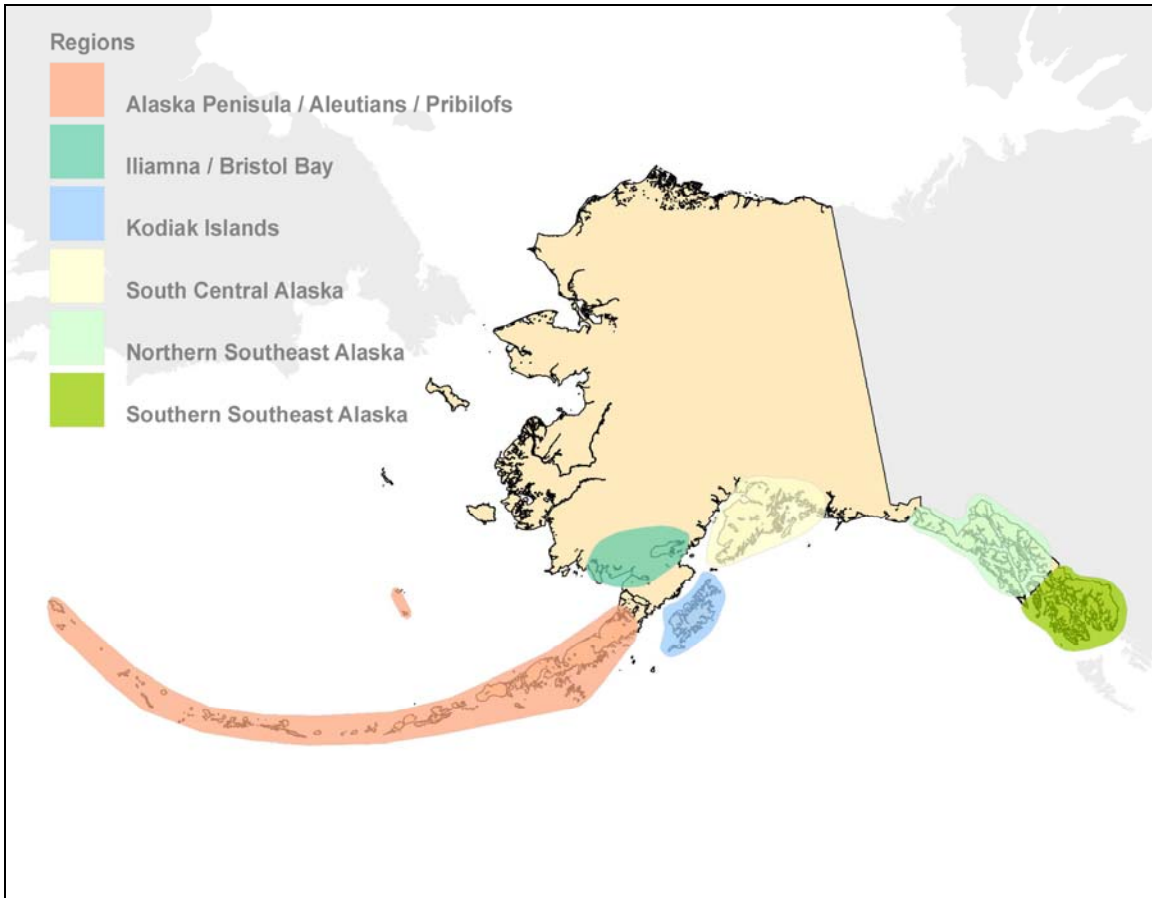 Regions
Alaska Penisula / Aleutians / Pribilofs
Iliamna / Bristol Bay
Kodiak Islands
South Central Alaska
Northern Southeast Alaska
Southern Southeast Alaska